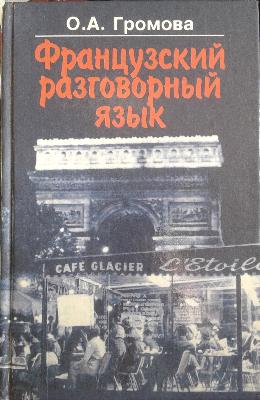 О.А. Громова
Французский
разговорный
язык
CAFE GLACIER
L'Etoile